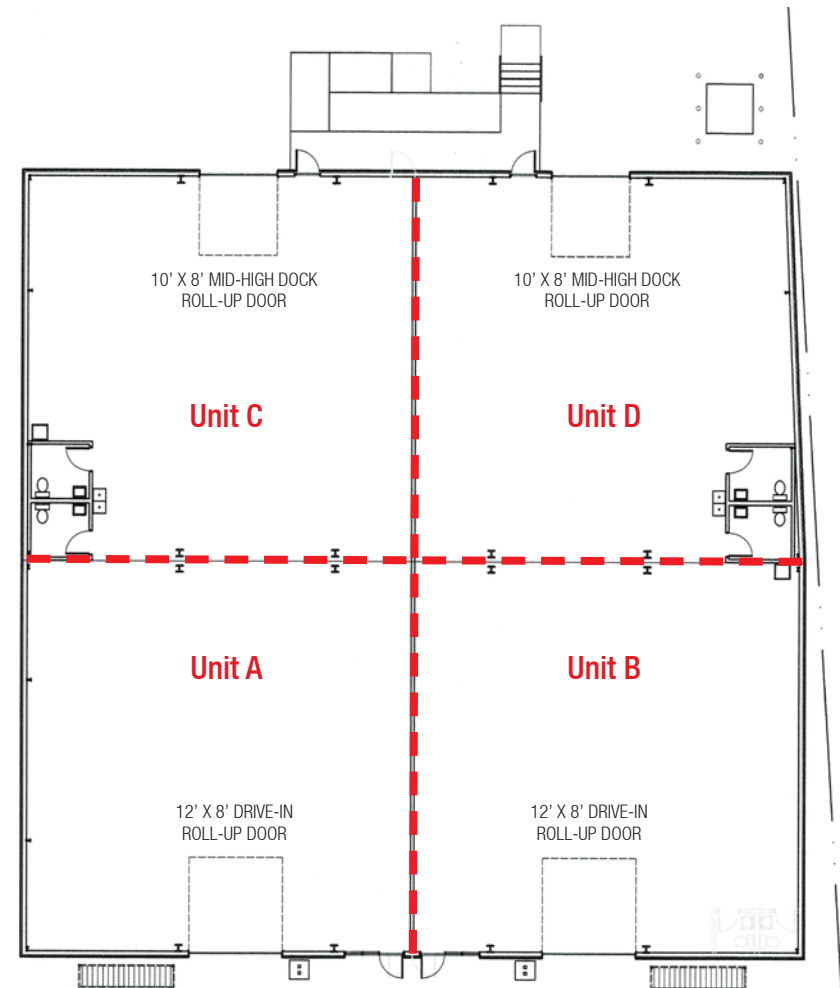 10’ X 8’ MID-HIGH DOCK
ROLL-UP DOOR
10’ X 8’ MID-HIGH DOCK
ROLL-UP DOOR
Unit C
Unit D
Unit A
Unit B
12’ X 8’ DRIVE-IN
ROLL-UP DOOR
12’ X 8’ DRIVE-IN
ROLL-UP DOOR